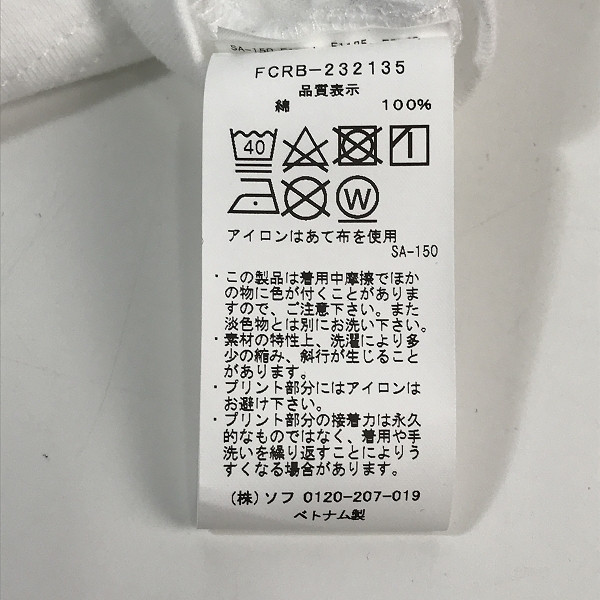 SA-150
FCRB-232135
品質表示
綿 100%
40
W
アイロンはあて布を使用
SA-150
・この製品は着用中摩擦でほか
の物に色が付くことがありま
すので、ご注意下さい。また
淡色物とは別にお洗い下さい。
・素材の特性上、洗濯により多
少の縮み、斜行が生じること
があります。
・プリント部分にはアイロンは
お避け下さい。
・プリント部分の接着力は永久
的なものではなく、着用や手
洗いを繰り返すことによりう
すくなる場合があります。
(株)ソフ 0120-207-019
ベトナム製